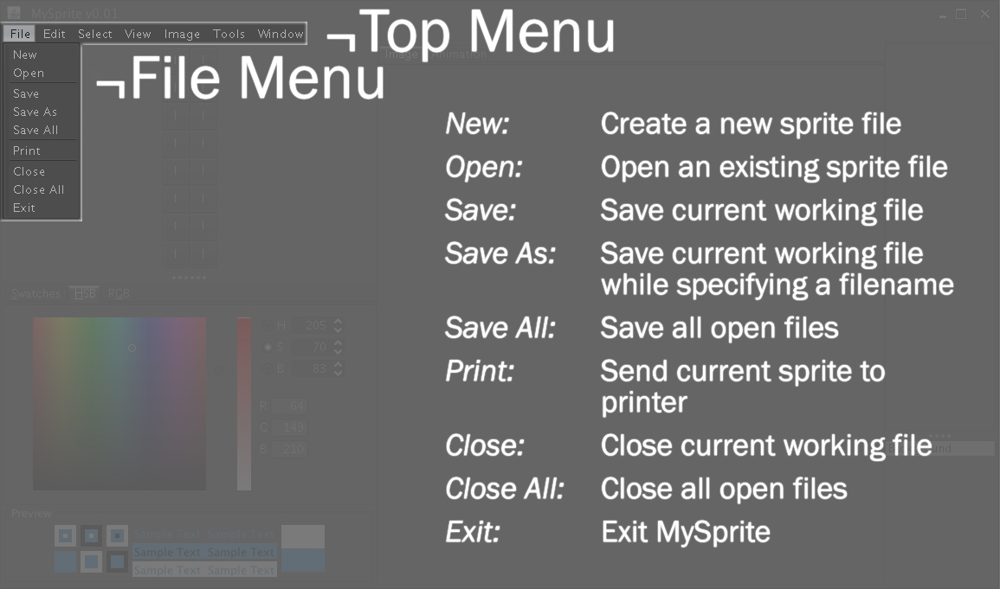 MySprite v0.01
File Edit Select View Image Tools Window
¬Top Menu
New
Open
Save
Save As
Save All
Print
Close
Close All
Exit
¬File Menu
Image Animation
New: Create a new sprite file
Open: Open an existing sprite file
Save: Save current working file
Save As: Save current working file
while specifying a filename
Save All: Save all open files
Print: Send current sprite to
printer
Close: Close current working file
Close All: Close all open files
Exit: Exit MySprite
Swatches HSB RGB
H 205
S 70
B 83
R 64
G 149
B 210
Preview
Sample Text Sample Text
Sample Text Sample Text
Sample Text Sample Text